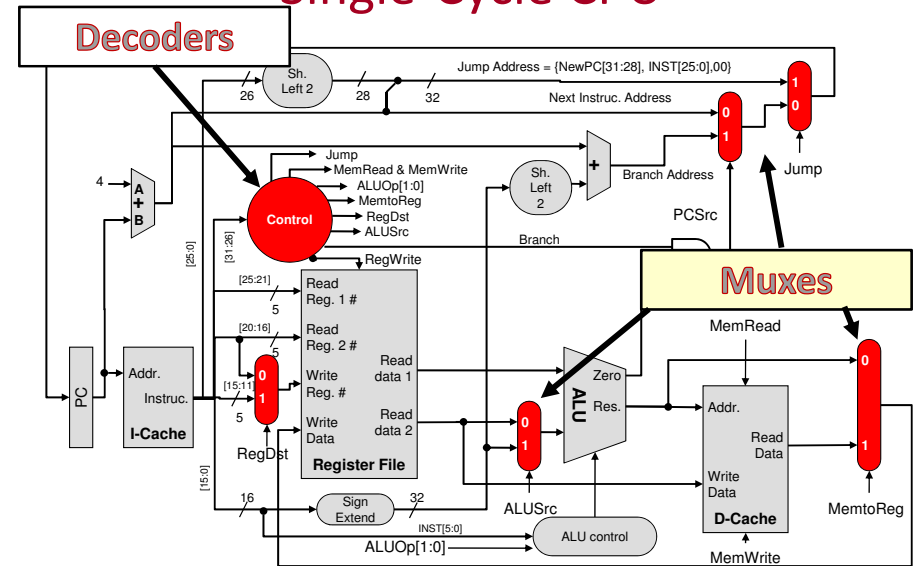 Single-Cycle CPU
Decoders
Jump Address = {NewPC[31:28], INST[25:0],00}
Sh.
Left 2
26
28
32
Next Instruc. Address
1
0
0
1
Jump
+
Branch Address
Sh.
Left
2
PCSrc
4
A
+
B
Control
Jump
MemRead & MemWrite
ALUOp[1:0]
MemtoReg
RegDst
ALUSrc
Branch
RegWrite
[25:0]
[31:26]
Muxes
[25:21]
5
Read
Reg. 1 #
[20:16]
5
Read
Reg. 2 #
MemRead
PC
Addr.
Instruc.
I-Cache
0
1
[15:11]
5
RegDst
Write
Reg. #
Write
Data
Read
data 1
Read
data 2
Register File
0
1
ALUSrc
ALU
Zero
Res.
Addr.
Read
Data
Write
Data
D-Cache
0
1
MemtoReg
[15:0]
16
Sign
Extend
32
INST[5:0]
ALUOp[1:0]
ALU control
MemWrite